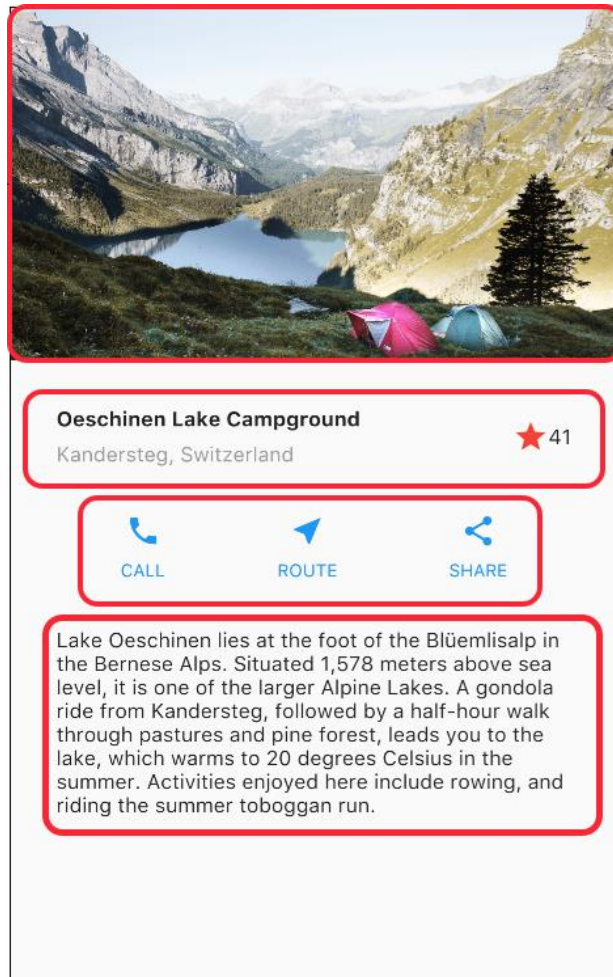 Oeschinen Lake Campground
Kandersteg, Switzerland
41
CALL ROUTE SHARE
Lake Oeschinen lies at the foot of the Blüemlisalp in
the Bernese Alps. Situated 1,578 meters above sea
level, it is one of the larger Alpine Lakes. A gondola
ride from Kandersteg, followed by a half-hour walk
through pastures and pine forest, leads you to the
lake, which warms to 20 degrees Celsius in the
summer. Activities enjoyed here include rowing, and
riding the summer toboggan run.